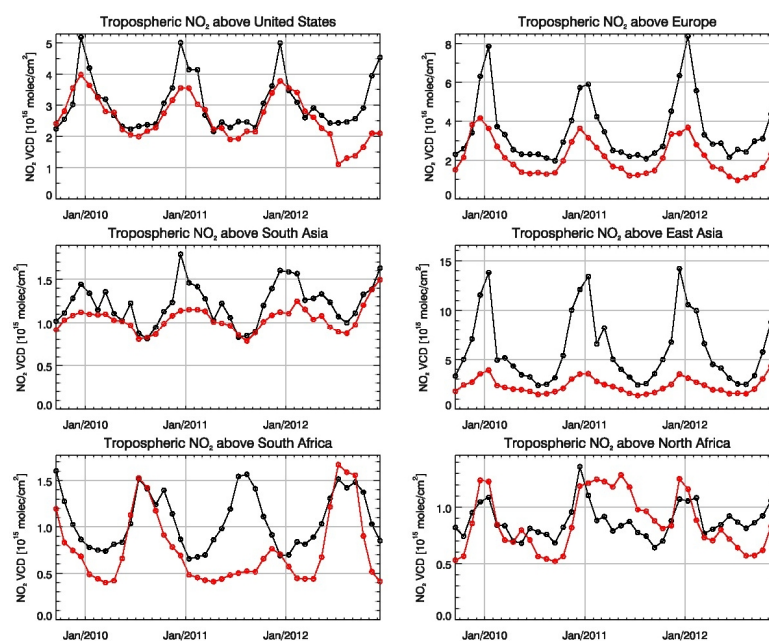 Tropospheric NO₂ above United States
NO₂ VCD [10¹⁵ molec/cm²]
5
4
3
2
1
0
Jan/2010 Jan/2011 Jan/2012
Tropospheric NO₂ above Europe
NO₂ VCD [10¹⁵ molec/cm²]
8
6
4
2
0
Jan/2010 Jan/2011 Jan/2012
Tropospheric NO₂ above South Asia
NO₂ VCD [10¹⁵ molec/cm²]
1.5
1.0
0.5
0.0
Jan/2010 Jan/2011 Jan/2012
Tropospheric NO₂ above East Asia
NO₂ VCD [10¹⁵ molec/cm²]
15
10
5
0
Jan/2010 Jan/2011 Jan/2012
Tropospheric NO₂ above South Africa
NO₂ VCD [10¹⁵ molec/cm²]
1.5
1.0
0.5
0.0
Jan/2010 Jan/2011 Jan/2012
Tropospheric NO₂ above North Africa
NO₂ VCD [10¹⁵ molec/cm²]
1.0
0.5
0.0
Jan/2010 Jan/2011 Jan/2012